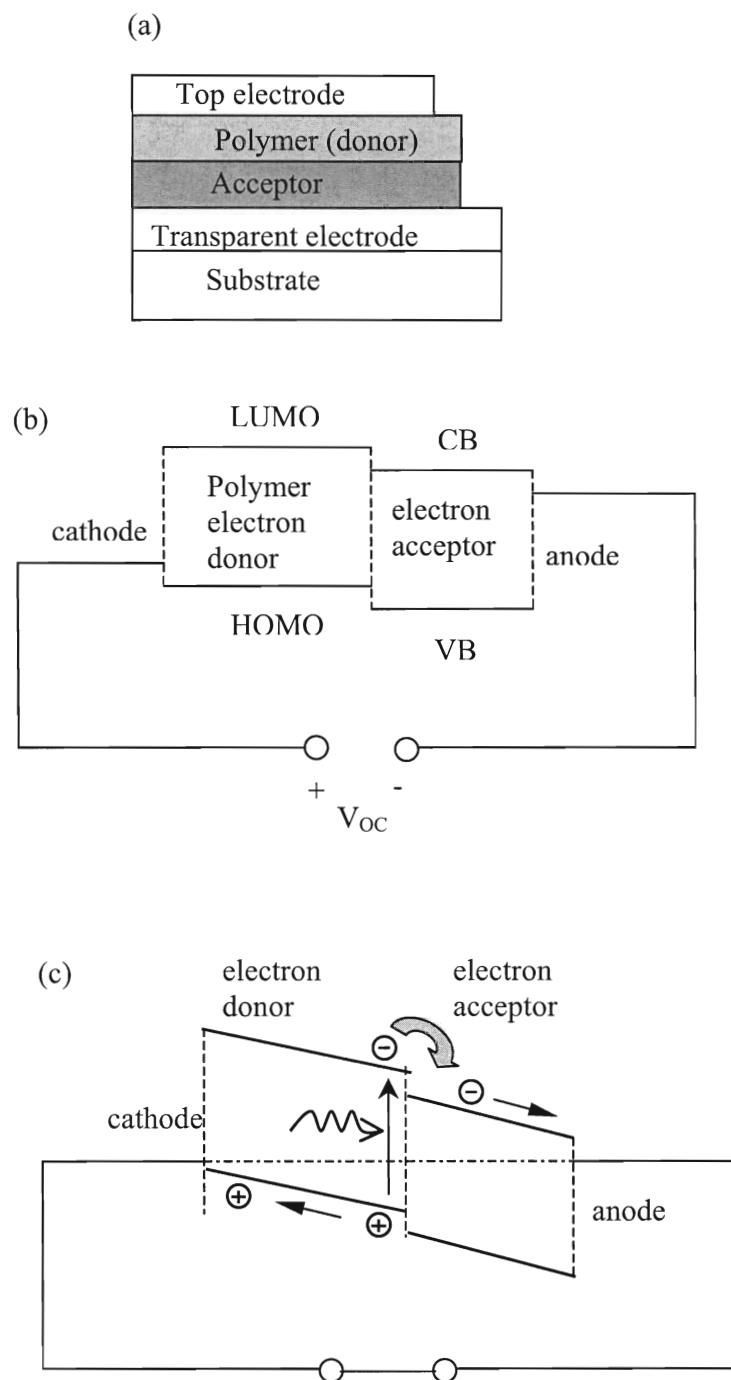 (a)
Top electrode
Polymer (donor)
Acceptor
Transparent electrode
Substrate
(b)
LUMO
CB
Polymer
electron
donor
electron
acceptor
cathode
anode
HOMO
VB
+ -
VOC
(c)
electron
donor
electron
acceptor
−
−
cathode
+
+
anode